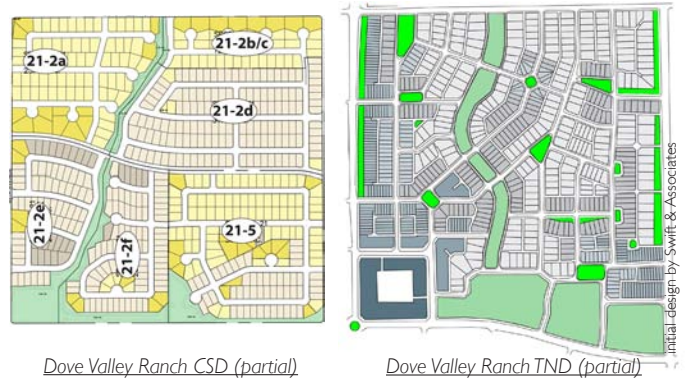 21-2a
21-2b/c
21-2d
21-2e
21-2f
21-5
initial design by Swift & Associates
Dove Valley Ranch CSD (partial)
Dove Valley Ranch TND (partial)